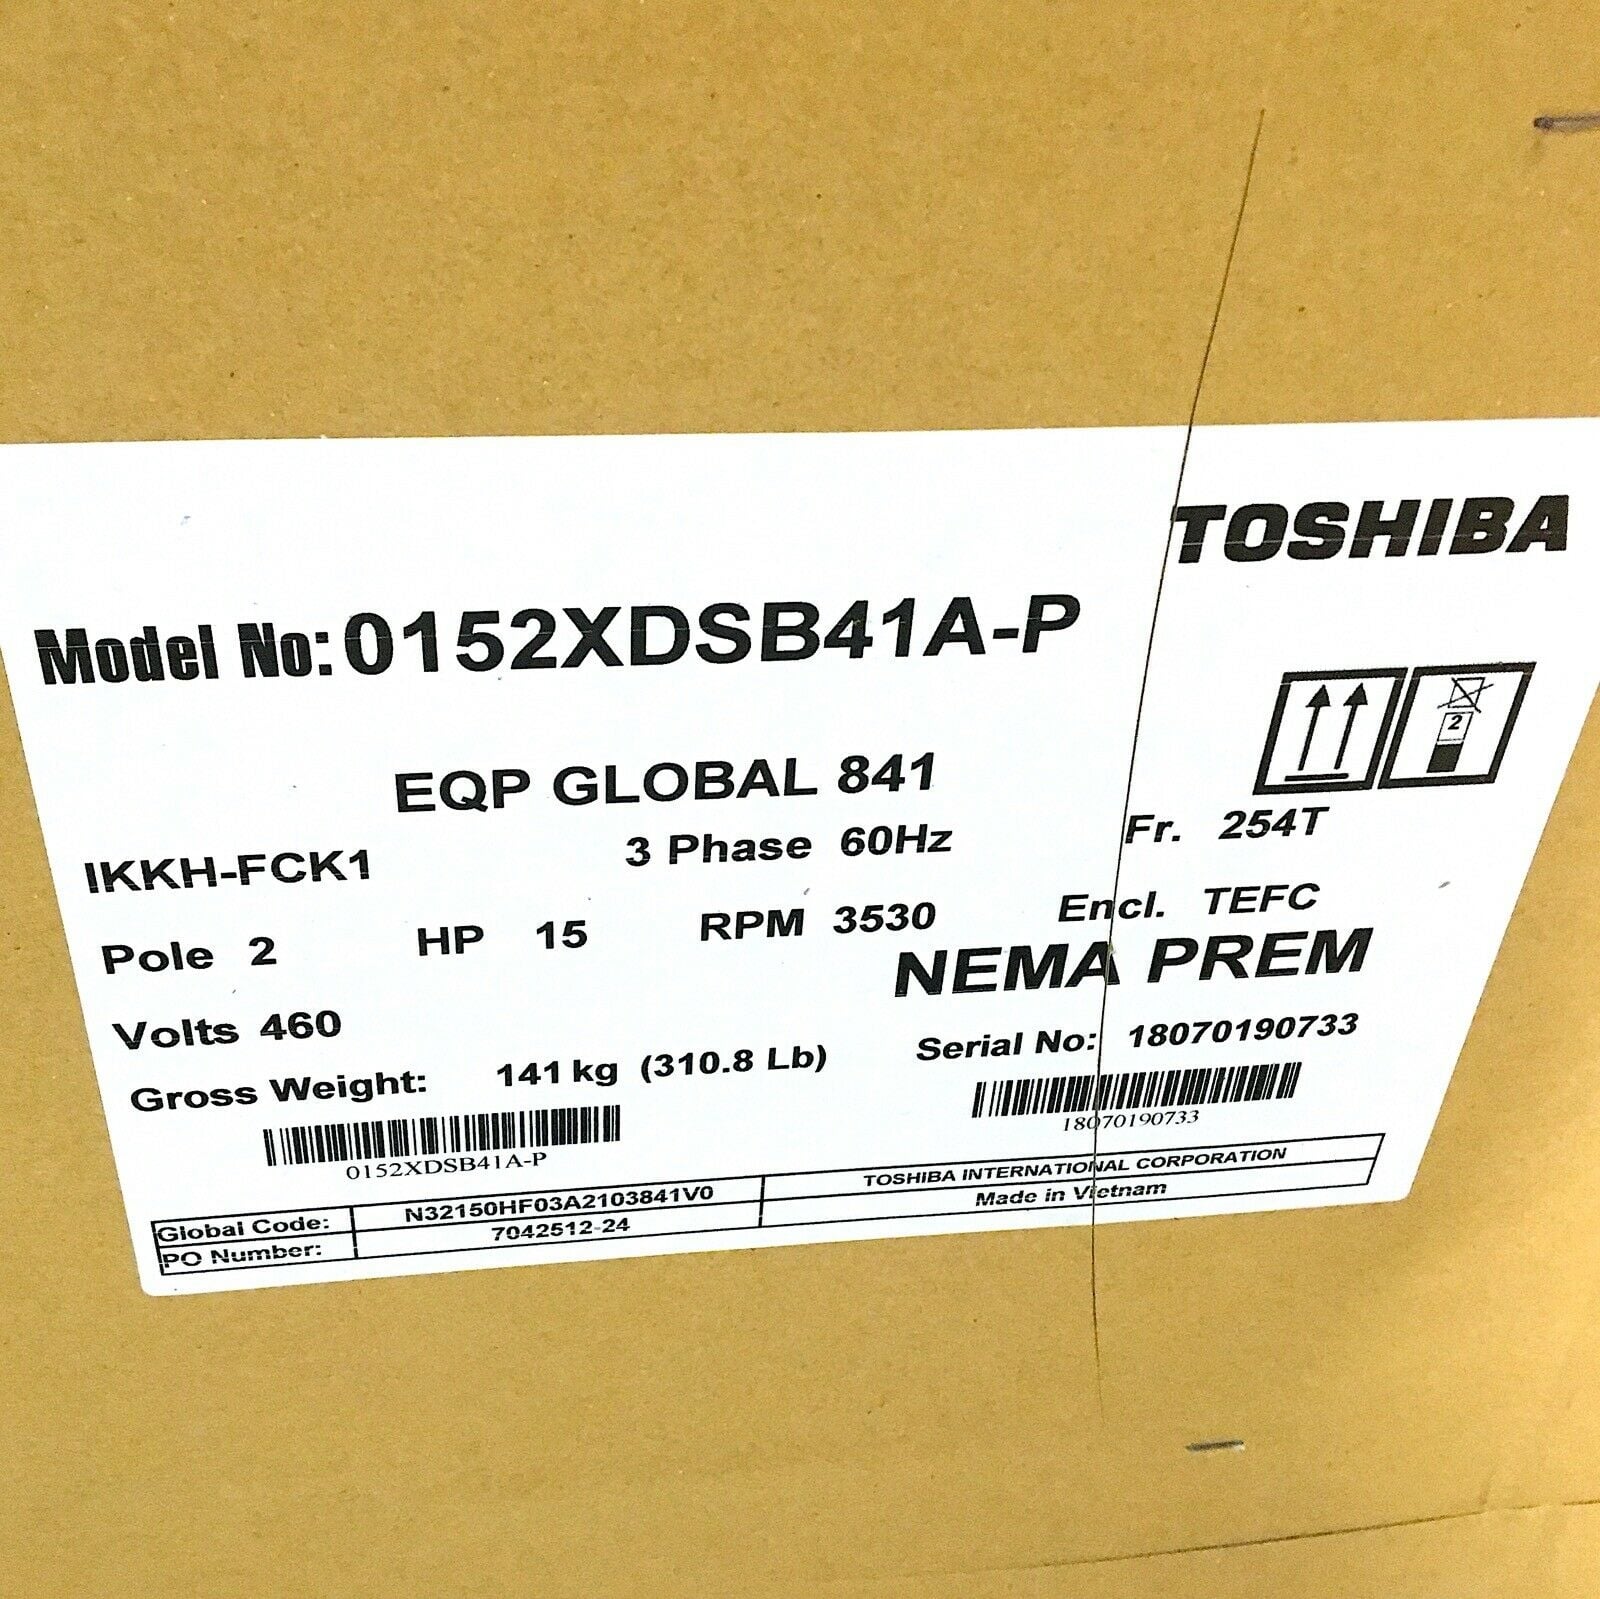 TOSHIBA
Model No: 0152XDSB41A-P
2
EQP GLOBAL 841
IKKH-FCK1 3 Phase 60Hz Fr. 254T
Pole 2 HP 15 RPM 3530 Encl. TEFC
NEMA PREM
Volts 460
Serial No: 18070190733
Gross Weight: 141 kg (310.8 Lb)
18070190733
0152XDSB41A-P
Global Code: N32150HF03A2103841V0 TOSHIBA INTERNATIONAL CORPORATION
PO Number: 7042512-24 Made in Vietnam